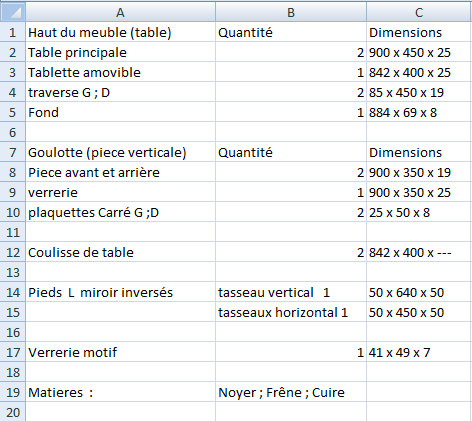 A B C
1 Haut du meuble (table) Quantité Dimensions
2 Table principale 2 900 x 450 x 25
3 Tablette amovible 1 842 x 400 x 25
4 traverse G ; D 2 85 x 450 x 19
5 Fond 1 884 x 69 x 8
6
7 Goulotte (piece verticale) Quantité Dimensions
8 Piece avant et arrière 2 900 x 350 x 19
9 verrerie 1 900 x 350 x 25
10 plaquettes Carré G ;D 2 25 x 50 x 8
11
12 Coulisse de table 2 842 x 400 x ---
13
14 Pieds L miroir inversés tasseau vertical 1 50 x 640 x 50
15 tasseaux horizontal 1 50 x 450 x 50
16
17 Verrerie motif 1 41 x 49 x 7
18
19 Matieres : Noyer ; Frêne ; Cuire
20